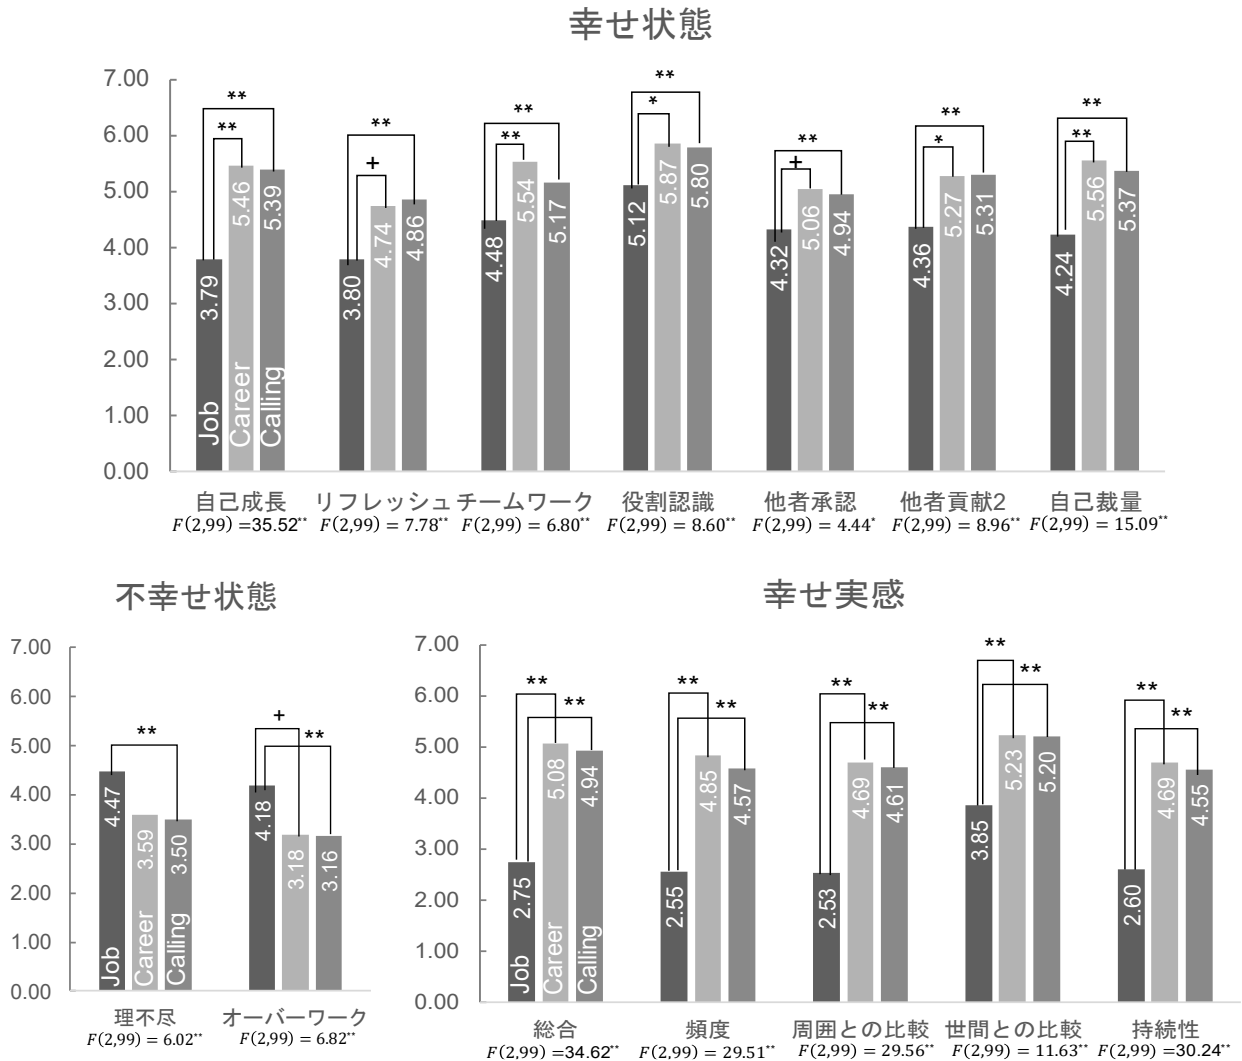 幸せ状態
7.00
6.00
5.00
4.00
3.00
2.00
1.00
0.00
** ** ** + ** ** ** * ** + ** * ** **
3.79 5.46 5.39 3.80 4.74 4.86 4.48 5.54 5.17 5.12 5.87 5.80 4.32 5.06 4.94 4.36 5.27 5.31 4.24 5.56 5.37
Job Career Calling
自己成長 リフレッシュ チームワーク 役割認識 他者承認 他者貢献2 自己裁量
F(2,99) =35.52** F(2,99) = 7.78** F(2,99) = 6.80** F(2,99) = 8.60** F(2,99) = 4.44* F(2,99) = 8.96** F(2,99) = 15.09**
不幸せ状態
7.00
6.00
5.00
4.00
3.00
2.00
1.00
0.00
** + **
4.47 3.59 3.50 4.18 3.18 3.16
Job Career Calling
理不尽 オーバーワーク
F(2,99) = 6.02** F(2,99) = 6.82**
幸せ実感
7.00
6.00
5.00
4.00
3.00
2.00
1.00
0.00
** ** ** ** ** ** ** ** ** **
2.75 5.08 4.94 2.55 4.85 4.57 2.53 4.69 4.61 3.85 5.23 5.20 2.60 4.69 4.55
Job Career Calling
総合 頻度 周囲との比較 世間との比較 持続性
F(2,99) =34.62** F(2,99) = 29.51** F(2,99) = 29.56** F(2,99) = 11.63** F(2,99) =30.24**